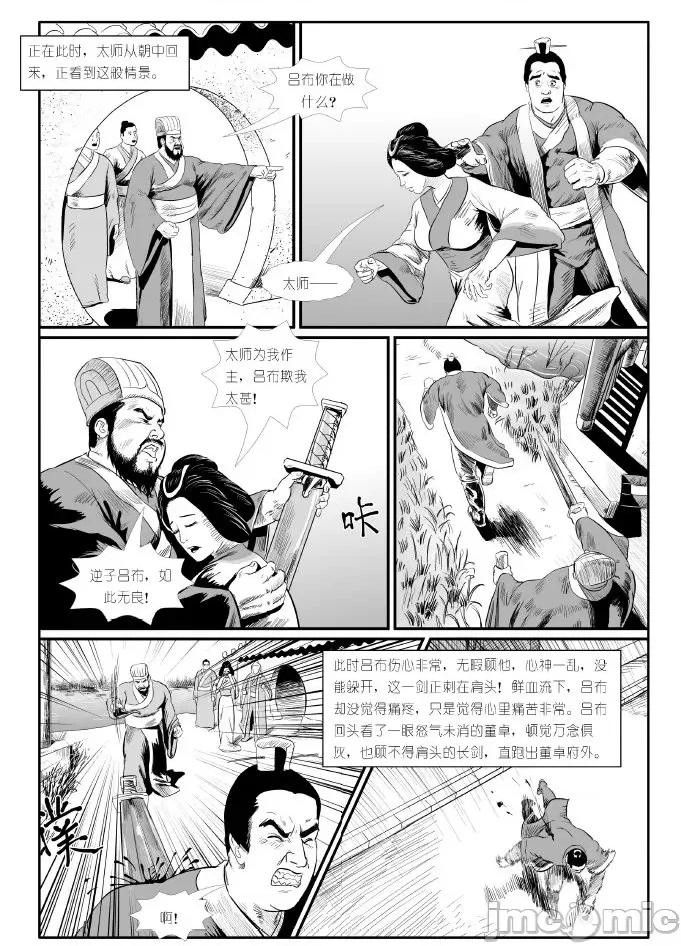 正在此时，太师从朝中回
来，正看到这般情景。
吕布你在做
什么？
太师——
太师为我作
主，吕布欺我
太甚！
咔
逆子吕布，如
此无良！
此时吕布伤心非常，无暇顾他，心神一乱，没
能躲开，这一剑正刺在肩头！鲜血流下，吕布
却没觉得痛疼，只是觉得心里痛苦非常。吕布
回头看了一眼怒气未消的董卓，顿觉万念俱
灰，也顾不得肩头的长剑，直跑出董卓府外。
噗
啊！
jmcomic